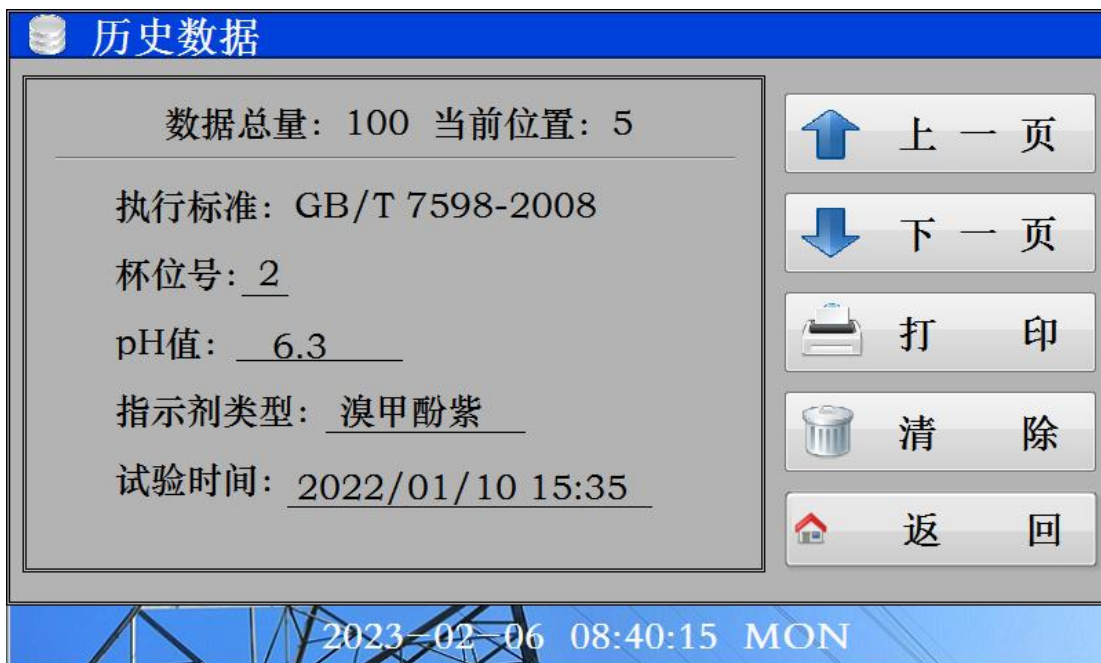 历史数据
数据总量: 100 当前位置: 5
执行标准: GB/T 7598-2008
杯位号: 2
pH值: 6.3
指示剂类型: 溴甲酚紫
试验时间: 2022/01/10 15:35
上一页
下一页
打印
清除
返回
2023-02-06 08:40:15 MON